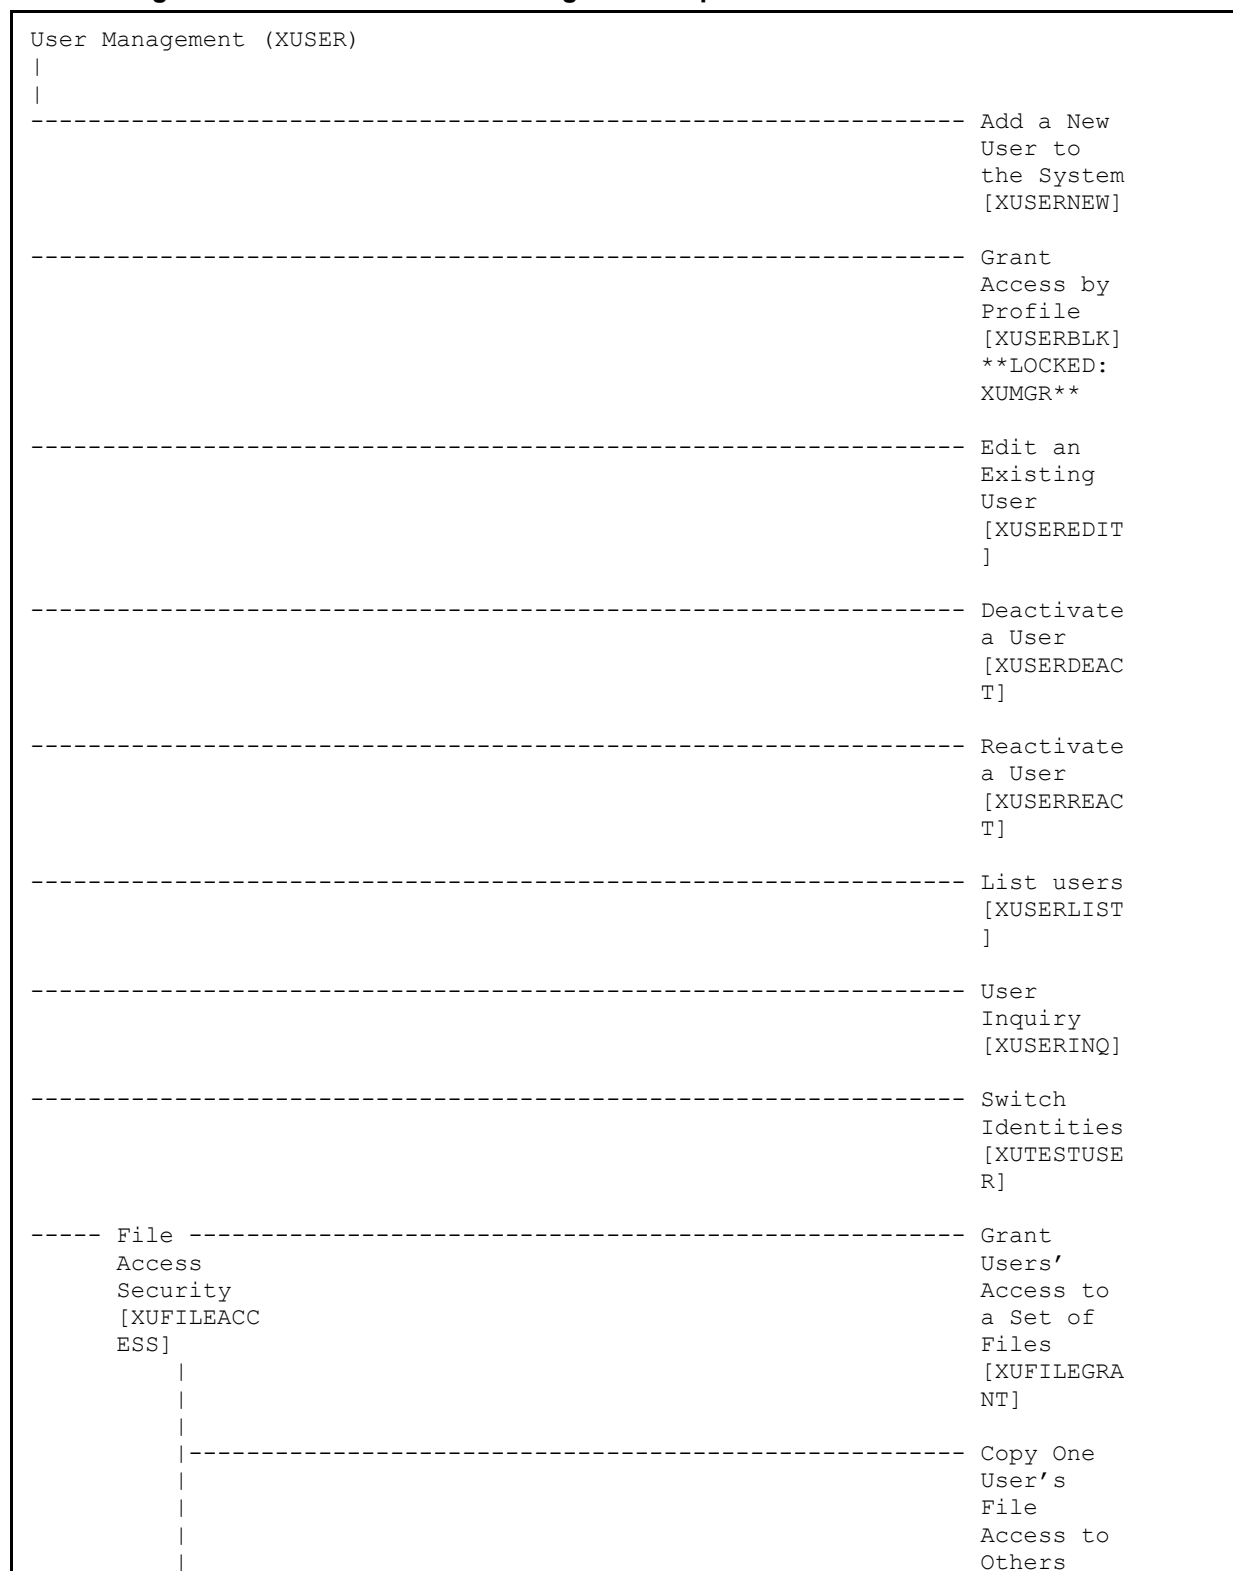 User Management (XUSER)
|
|
----------------------------------------------------------------- Add a New
User to
the System
[XUSERNEW]
----------------------------------------------------------------- Grant
Access by
Profile
[XUSERBLK]
**LOCKED:
XUMGR**
----------------------------------------------------------------- Edit an
Existing
User
[XUSEREDIT
]
----------------------------------------------------------------- Deactivate
a User
[XUSERDEAC
T]
----------------------------------------------------------------- Reactivate
a User
[XUSERREAC
T]
----------------------------------------------------------------- List users
[XUSERLIST
]
----------------------------------------------------------------- User
Inquiry
[XUSERINQ]
----------------------------------------------------------------- Switch
Identities
[XUTESTUSE
R]
----- File ------------------------------------------------------ Grant
Access Users’
Security Access to
[XUFILEACC a Set of
ESS] Files
| [XUFILEGRA
| NT]
|
|------------------------------------------------------ Copy One
| User’s
| File
| Access to
| Others